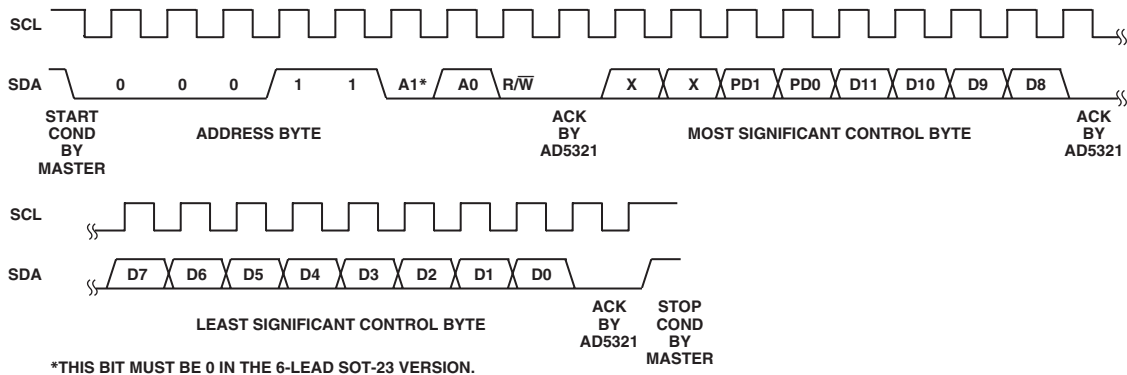 SCL
SDA 0 0 0 1 1 A1* A0 R/W̅ X X PD1 PD0 D11 D10 D9 D8
START COND BY MASTER
ADDRESS BYTE
ACK BY AD5321
MOST SIGNIFICANT CONTROL BYTE
ACK BY AD5321
SCL
SDA D7 D6 D5 D4 D3 D2 D1 D0
LEAST SIGNIFICANT CONTROL BYTE
ACK BY AD5321
STOP COND BY MASTER
*THIS BIT MUST BE 0 IN THE 6-LEAD SOT-23 VERSION.